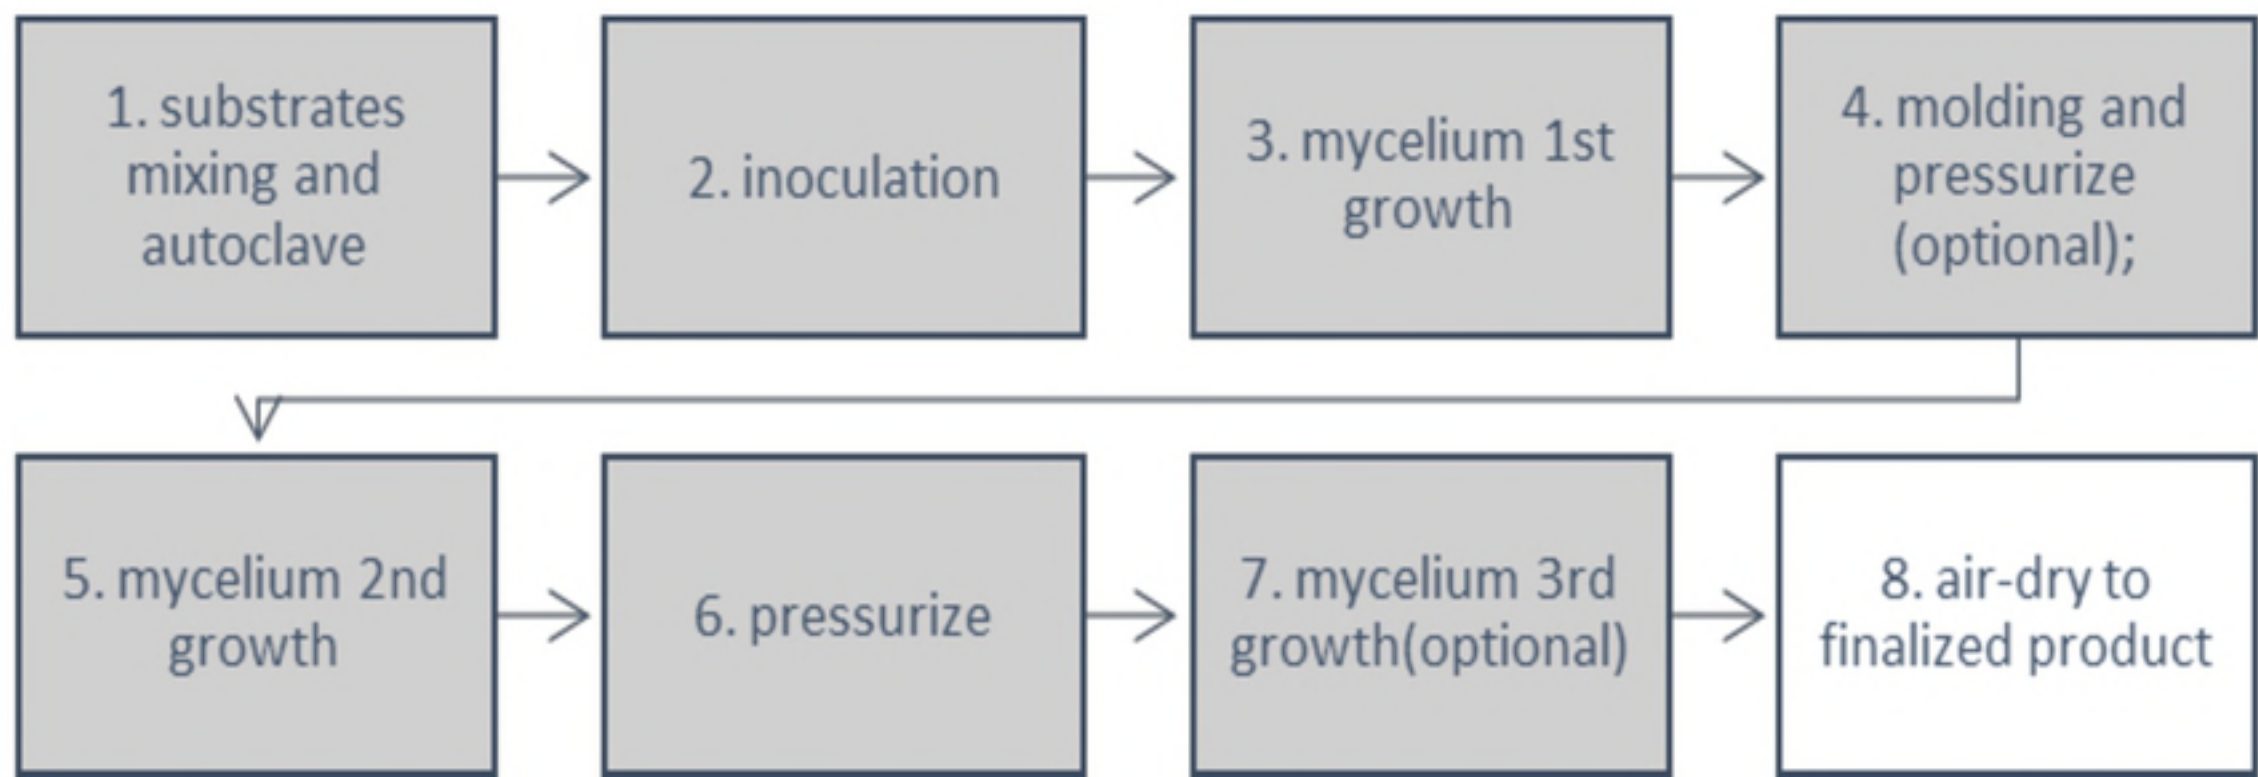 1. substrates
mixing and
autoclave
2. inoculation
3. mycelium 1st
growth
4. molding and
pressurize
(optional);
5. mycelium 2nd
growth
6. pressurize
7. mycelium 3rd
growth(optional)
8. air-dry to
finalized product